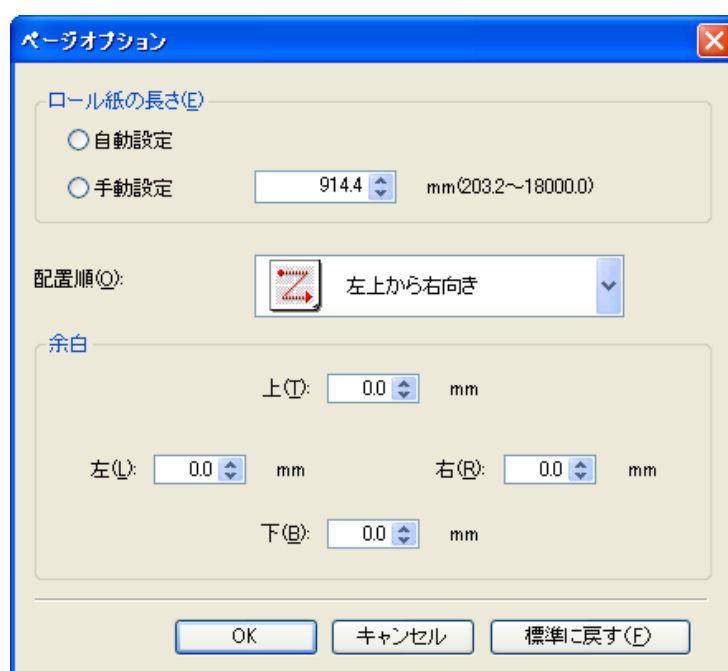 ページオプション
ロール紙の長さ(E)
自動設定
手動設定 914.4 mm(203.2～18000.0)
配置順(O): 左上から右向き
余白
上(T): 0.0 mm
左(L): 0.0 mm 右(R): 0.0 mm
下(B): 0.0 mm
OK キャンセル 標準に戻す(F)